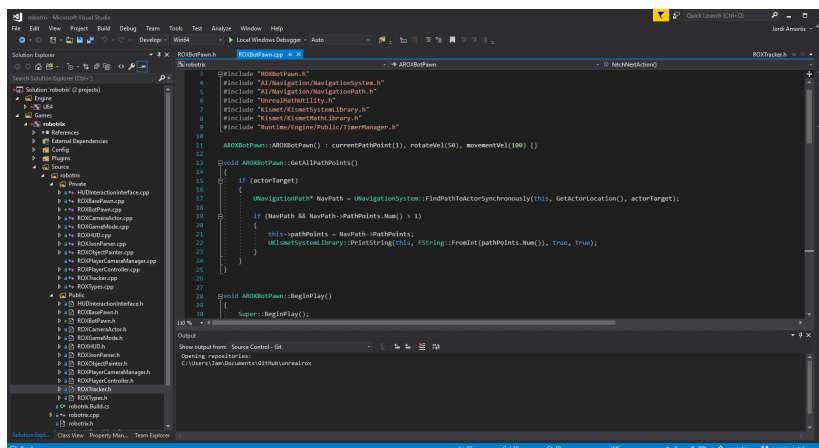 robotrix - Microsoft Visual Studio
Quick Launch (Ctrl+Q)
File Edit View Project Build Debug Team Tools Test Analyze Window Help
Jordi Amorós
Develop Win64 Local Windows Debugger Auto
Solution Explorer
ROXBotPawn.h ROXBotPawn.cpp ROXTracker.h
Search Solution Explorer (Ctrl+')
robotrix AROXBotPawn fetchNextAction()
Solution 'robotrix' (2 projects)
Engine
UE4
Games
robotrix
References
External Dependencies
Config
Plugins
Source
robotrix
Private
HUDInteractionInterface.cpp
ROXBasePawn.cpp
ROXBotPawn.cpp
ROXCameraActor.cpp
ROXGameMode.cpp
ROXHUD.cpp
ROXJsonParser.cpp
ROXObjectPainter.cpp
ROXPlayerCameraManager.cpp
ROXPlayerController.cpp
ROXTracker.cpp
ROXTypes.cpp
Public
HUDInteractionInterface.h
ROXBasePawn.h
ROXBotPawn.h
ROXCameraActor.h
ROXGameMode.h
ROXHUD.h
ROXJsonParser.h
ROXObjectPainter.h
ROXPlayerCameraManager.h
ROXPlayerController.h
ROXTracker.h
ROXTypes.h
robotrix.Build.cs
robotrix.cpp
robotrix.h
Solution Expl... Class View Property Man... Team Explorer
3 #include "ROXBotPawn.h"
4 #include "AI/Navigation/NavigationSystem.h"
5 #include "AI/Navigation/NavigationPath.h"
6 #include "UnrealMathUtility.h"
7 #include "Kismet/KismetSystemLibrary.h"
8 #include "Kismet/KismetMathLibrary.h"
9 #include "Runtime/Engine/Public/TimerManager.h"
10
11 AROXBotPawn::AROXBotPawn() : currentPathPoint(1), rotateVel(50), movementVel(100) {}
12
13 void AROXBotPawn::GetAllPathPoints()
14 {
15 if (actorTarget)
16 {
17 UNavigationPath* NavPath = UNavigationSystem::FindPathToActorSynchronously(this, GetActorLocation(), actorTarget);
18
19 if (NavPath && NavPath->PathPoints.Num() > 1)
20 {
21 this->pathPoints = NavPath->PathPoints;
22 UKismetSystemLibrary::PrintString(this, FString::FromInt(pathPoints.Num()), true, true);
23 }
24 }
25 }
26
27
28 void AROXBotPawn::BeginPlay()
29 {
30 Super::BeginPlay();
110 %
Output
Show output from: Source Control - Git
Opening repositories:
C:\Users\Jam\Documents\GitHub\unrealrox